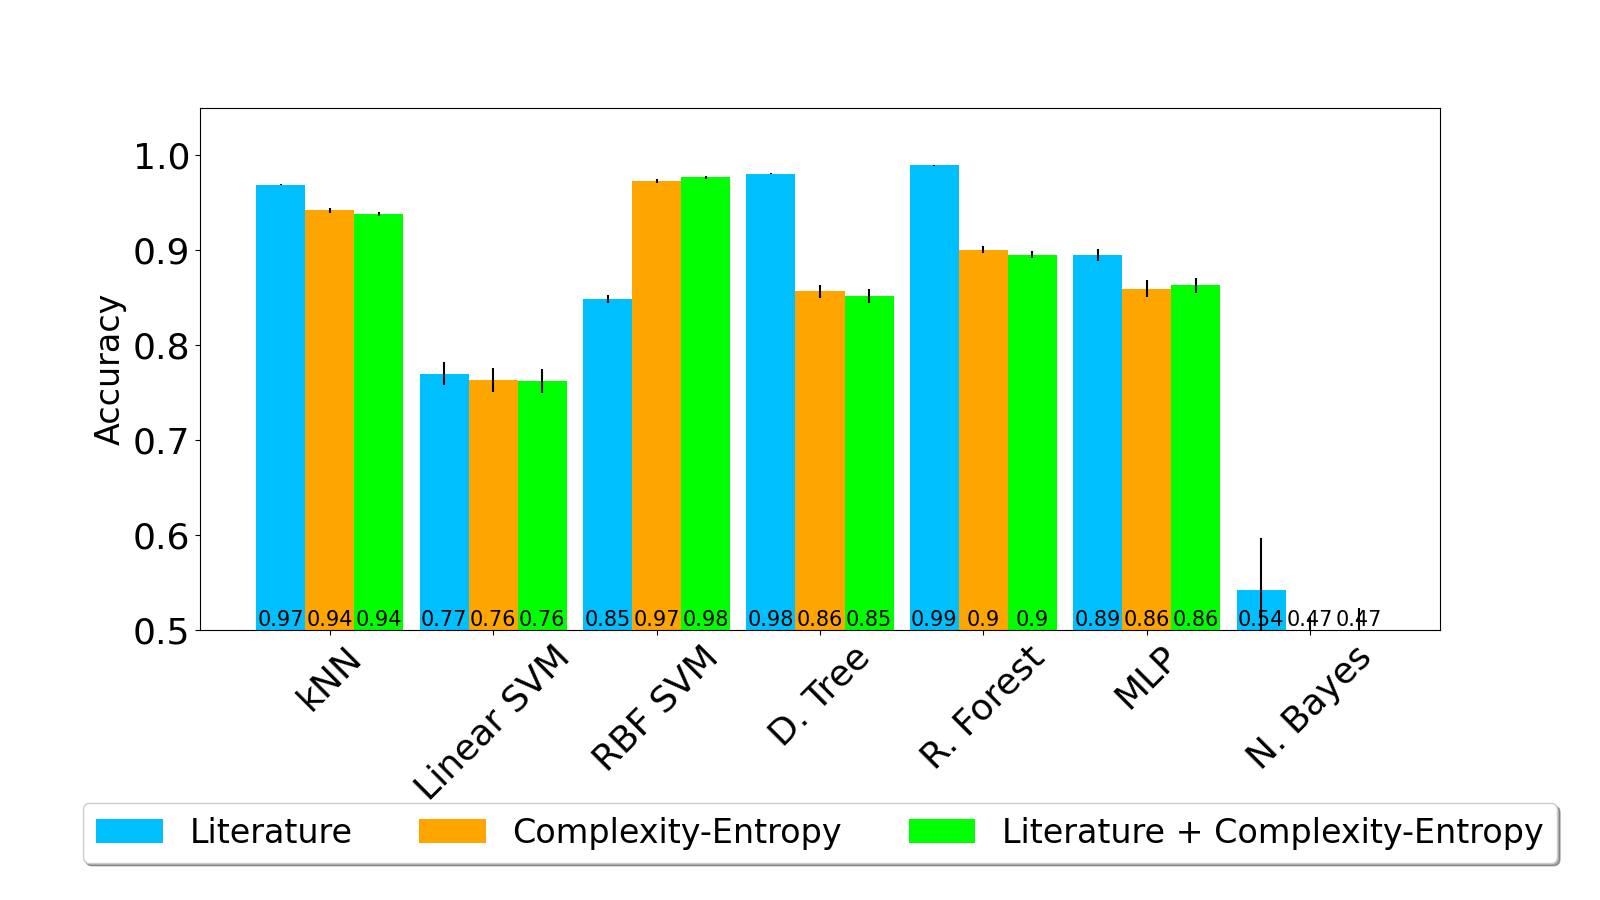 1.0
0.9
0.8
0.7
0.6
0.5
Accuracy
0.97 0.94 0.94 0.77 0.76 0.76 0.85 0.97 0.98 0.98 0.86 0.85 0.99 0.9 0.9 0.89 0.86 0.86 0.54 0.47 0.47
kNN
Linear SVM
RBF SVM
D. Tree
R. Forest
MLP
N. Bayes
Literature
Complexity-Entropy
Literature + Complexity-Entropy